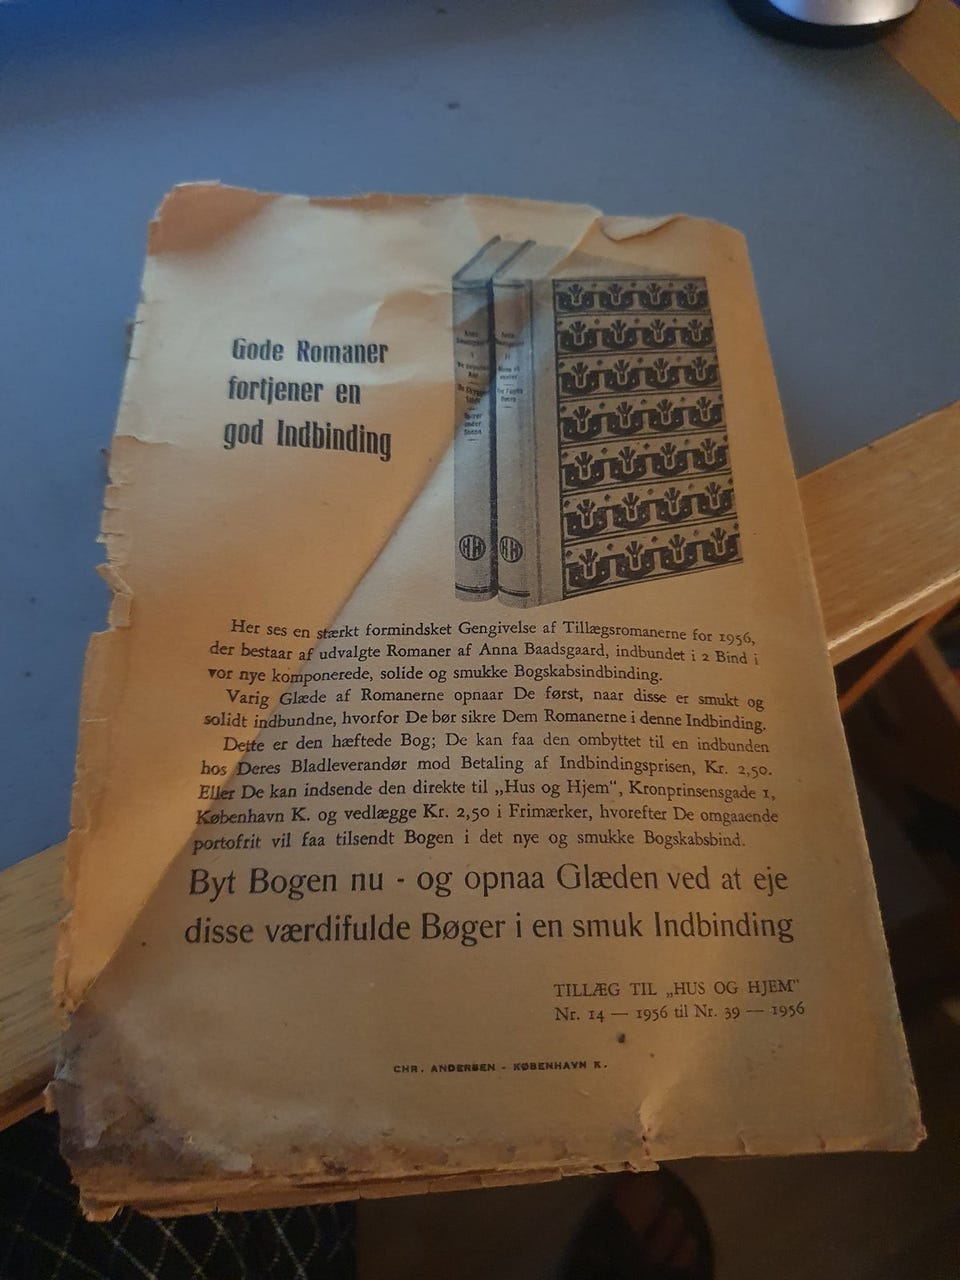 Gode Romaner
fortjener en
god Indbinding
HH HH
Her ses en stærkt formindsket Gengivelse af Tillægsromanerne for 1956,
der bestaar af udvalgte Romaner af Anna Baadsgaard, indbundet i 2 Bind i
vor nye komponerede, solide og smukke Bogskabsindbinding.
Varig Glæde af Romanerne opnaar De først, naar disse er smukt og
solidt indbundne, hvorfor De bør sikre Dem Romanerne i denne Indbinding.
Dette er den hæftede Bog; De kan faa den ombyttet til en indbunden
hos Deres Bladleverandør mod Betaling af Indbindingsprisen, Kr. 2,50.
Eller De kan indsende den direkte til „Hus og Hjem", Kronprinsensgade 1,
København K. og vedlægge Kr. 2,50 i Frimærker, hvorefter De omgaaende
portofrit vil faa tilsendt Bogen i det nye og smukke Bogskabsbind.
Byt Bogen nu - og opnaa Glæden ved at eje
disse værdifulde Bøger i en smuk Indbinding
TILLÆG TIL „HUS OG HJEM"
Nr. 14 — 1956 til Nr. 39 — 1956
CHR. ANDERSEN - KØBENHAVN K.